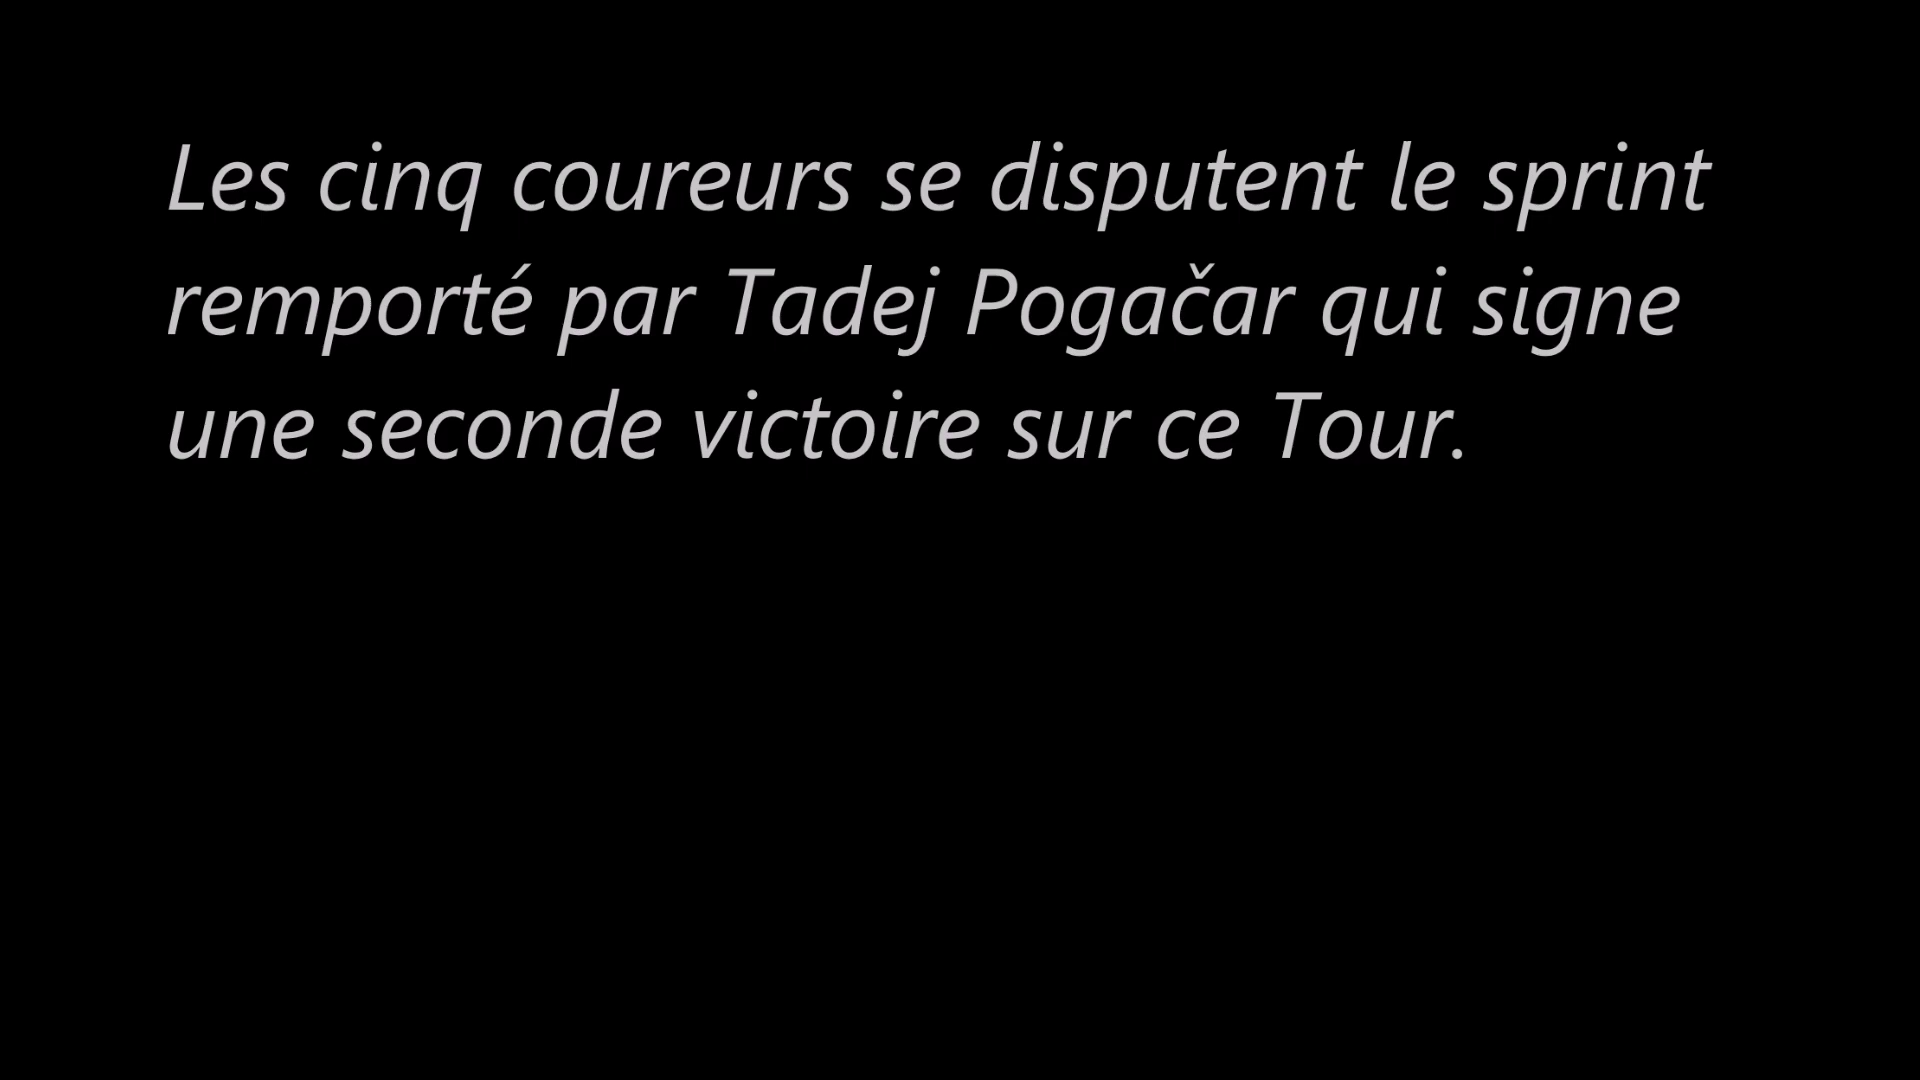 Les cinq coureurs se disputent le sprint
remporté par Tadej Pogačar qui signe
une seconde victoire sur ce Tour.